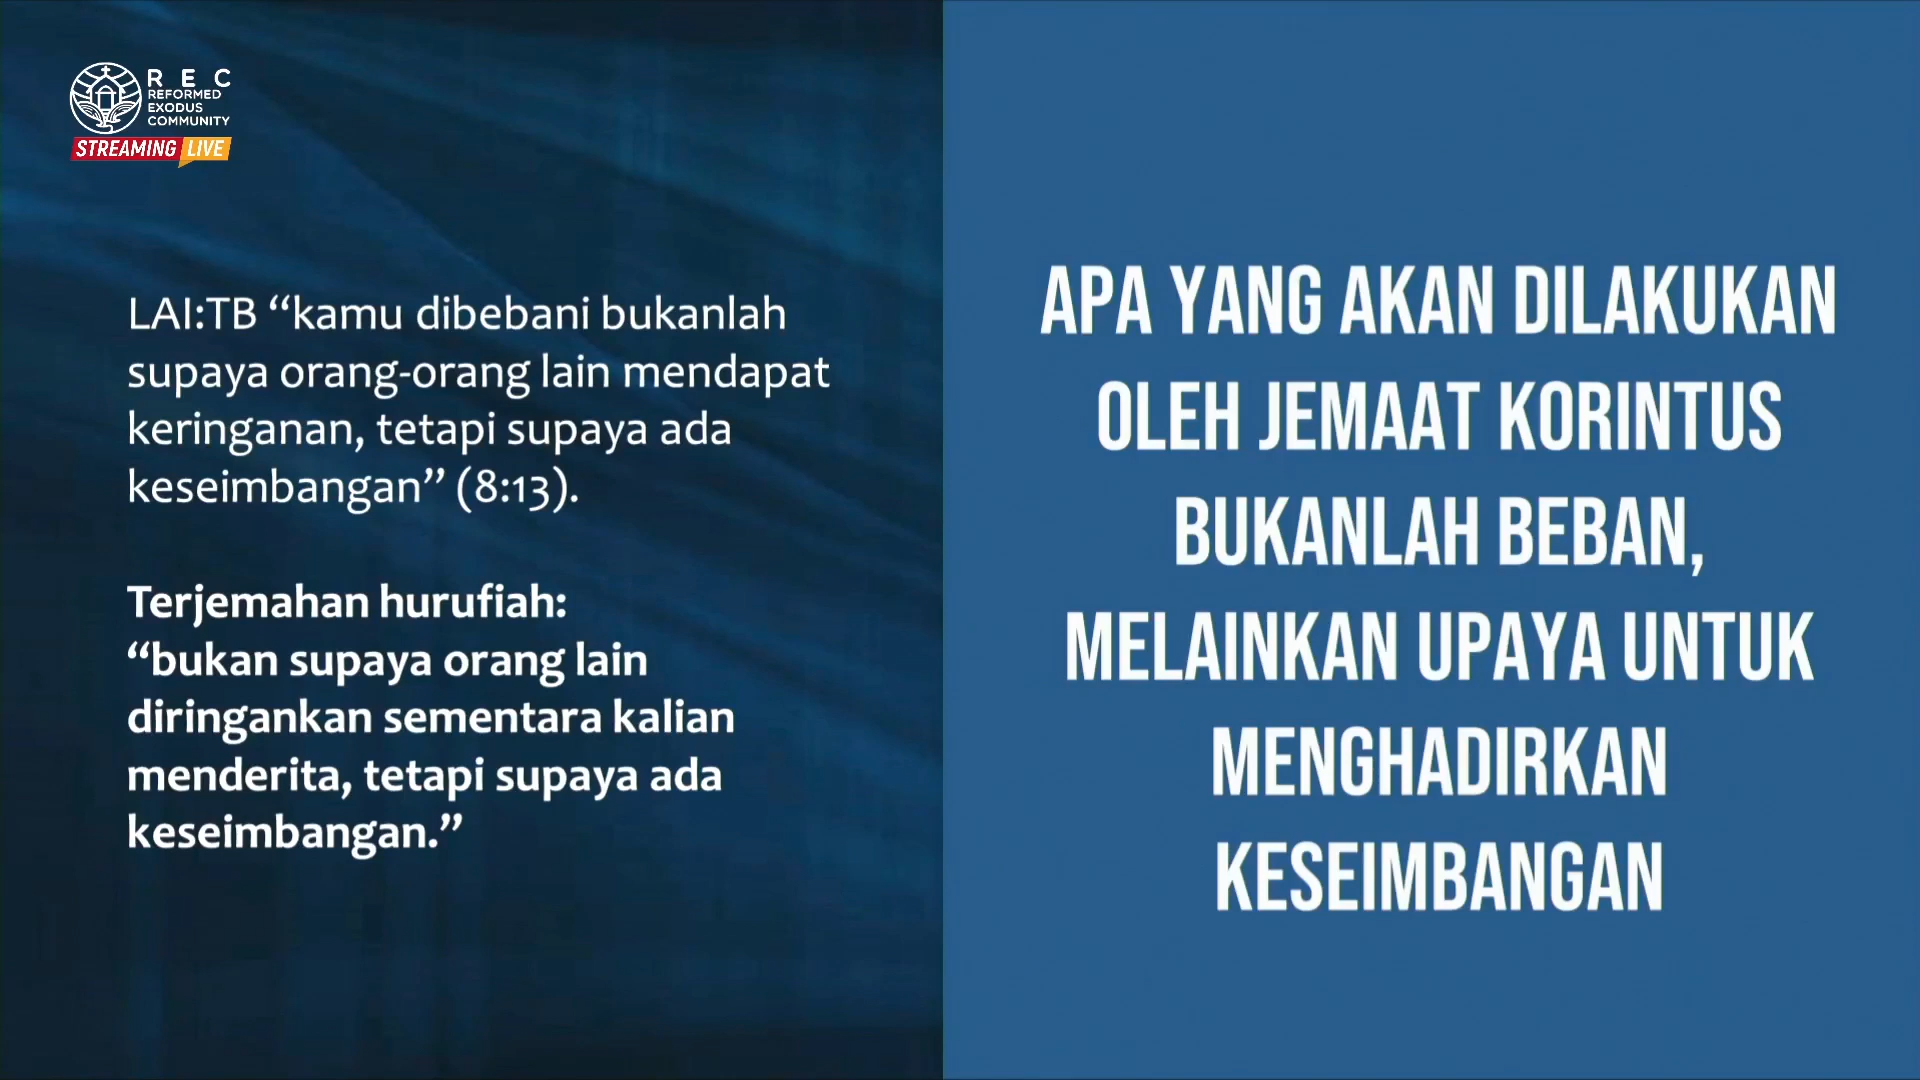 R E C
REFORMED
EXODUS
COMMUNITY
STREAMING LIVE
LAI:TB “kamu dibebani bukanlah
supaya orang-orang lain mendapat
keringanan, tetapi supaya ada
keseimbangan” (8:13).
Terjemahan hurufiah:
“bukan supaya orang lain
diringankan sementara kalian
menderita, tetapi supaya ada
keseimbangan.”
APA YANG AKAN DILAKUKAN
OLEH JEMAAT KORINTUS
BUKANLAH BEBAN,
MELAINKAN UPAYA UNTUK
MENGHADIRKAN
KESEIMBANGAN